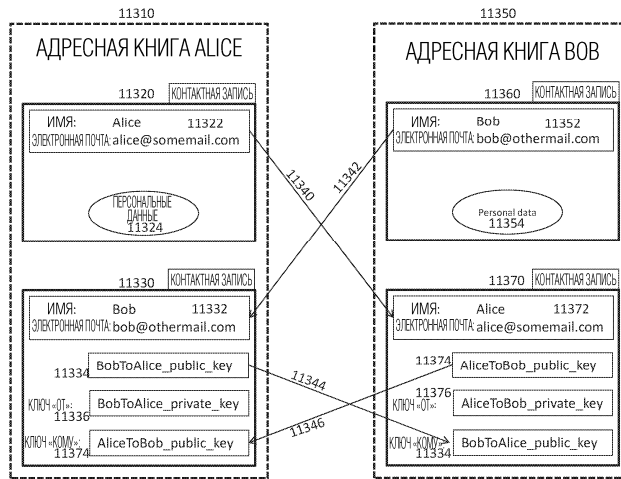 11310
АДРЕСНАЯ КНИГА ALICE
11320
КОНТАКТНАЯ ЗАПИСЬ
ИМЯ: Alice 11322
ЭЛЕКТРОННАЯ ПОЧТА: alice@somemail.com
ПЕРСОНАЛЬНЫЕ
ДАННЫЕ
11324
11330
КОНТАКТНАЯ ЗАПИСЬ
ИМЯ: Bob 11332
ЭЛЕКТРОННАЯ ПОЧТА: bob@othermail.com
11334 BobToAlice_public_key
КЛЮЧ «ОТ»: BobToAlice_private_key
11336
КЛЮЧ «КОМУ»: AliceToBob_public_key
11374
11340
11342
11344
11346
11350
АДРЕСНАЯ КНИГА BOB
11360
КОНТАКТНАЯ ЗАПИСЬ
ИМЯ: Bob 11352
ЭЛЕКТРОННАЯ ПОЧТА: bob@othermail.com
Personal data
11354
11370
КОНТАКТНАЯ ЗАПИСЬ
ИМЯ: Alice 11372
ЭЛЕКТРОННАЯ ПОЧТА: alice@somemail.com
11374 AliceToBob_public_key
11376
КЛЮЧ «ОТ»: AliceToBob_private_key
КЛЮЧ «КОМУ» BobToAlice_public_key
11334